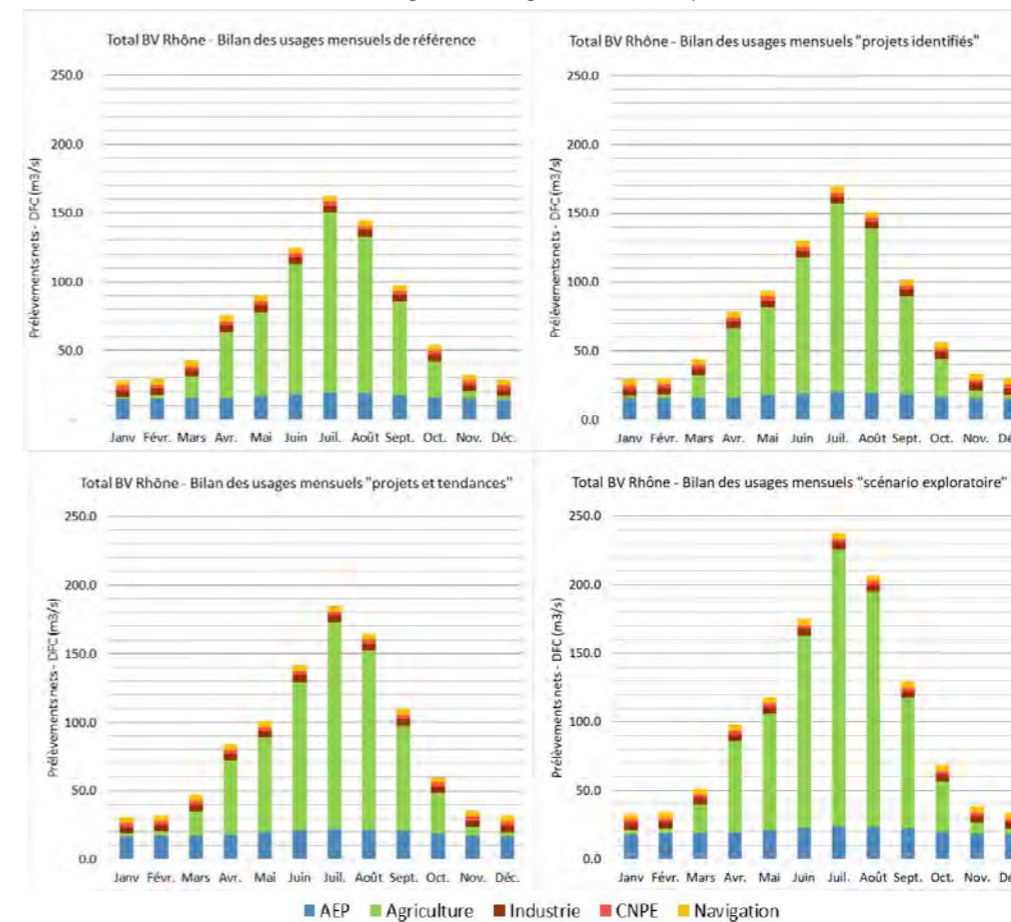 Total BV Rhône - Bilan des usages mensuels de référence
250.0
200.0
150.0
100.0
50.0
-
Prélèvements nets - DFC (m3/s)
Janv Févr. Mars Avr. Mai Juin Juil. Août Sept. Oct. Nov. Déc.
Total BV Rhône - Bilan des usages mensuels "projets identifiés"
250.0
200.0
150.0
100.0
50.0
0.0
Prélèvements nets - DFC (m3/s)
Janv Févr. Mars Avr. Mai Juin Juil. Août Sept. Oct. Nov.
Total BV Rhône - Bilan des usages mensuels "projets et tendances"
250.0
200.0
150.0
100.0
50.0
0.0
Prélèvements nets - DFC (m3/s)
Janv Févr. Mars Avr. Mai Juin Juil. Août Sept. Oct. Nov. Déc.
Total BV Rhône - Bilan des usages mensuels "scénario exploratoire"
250.0
200.0
150.0
100.0
50.0
0.0
Prélèvements nets - DFC (m3/s)
Janv Févr. Mars Avr. Mai Juin Juil. Août Sept. Oct. Nov.
AEP Agriculture Industrie CNPE Navigation